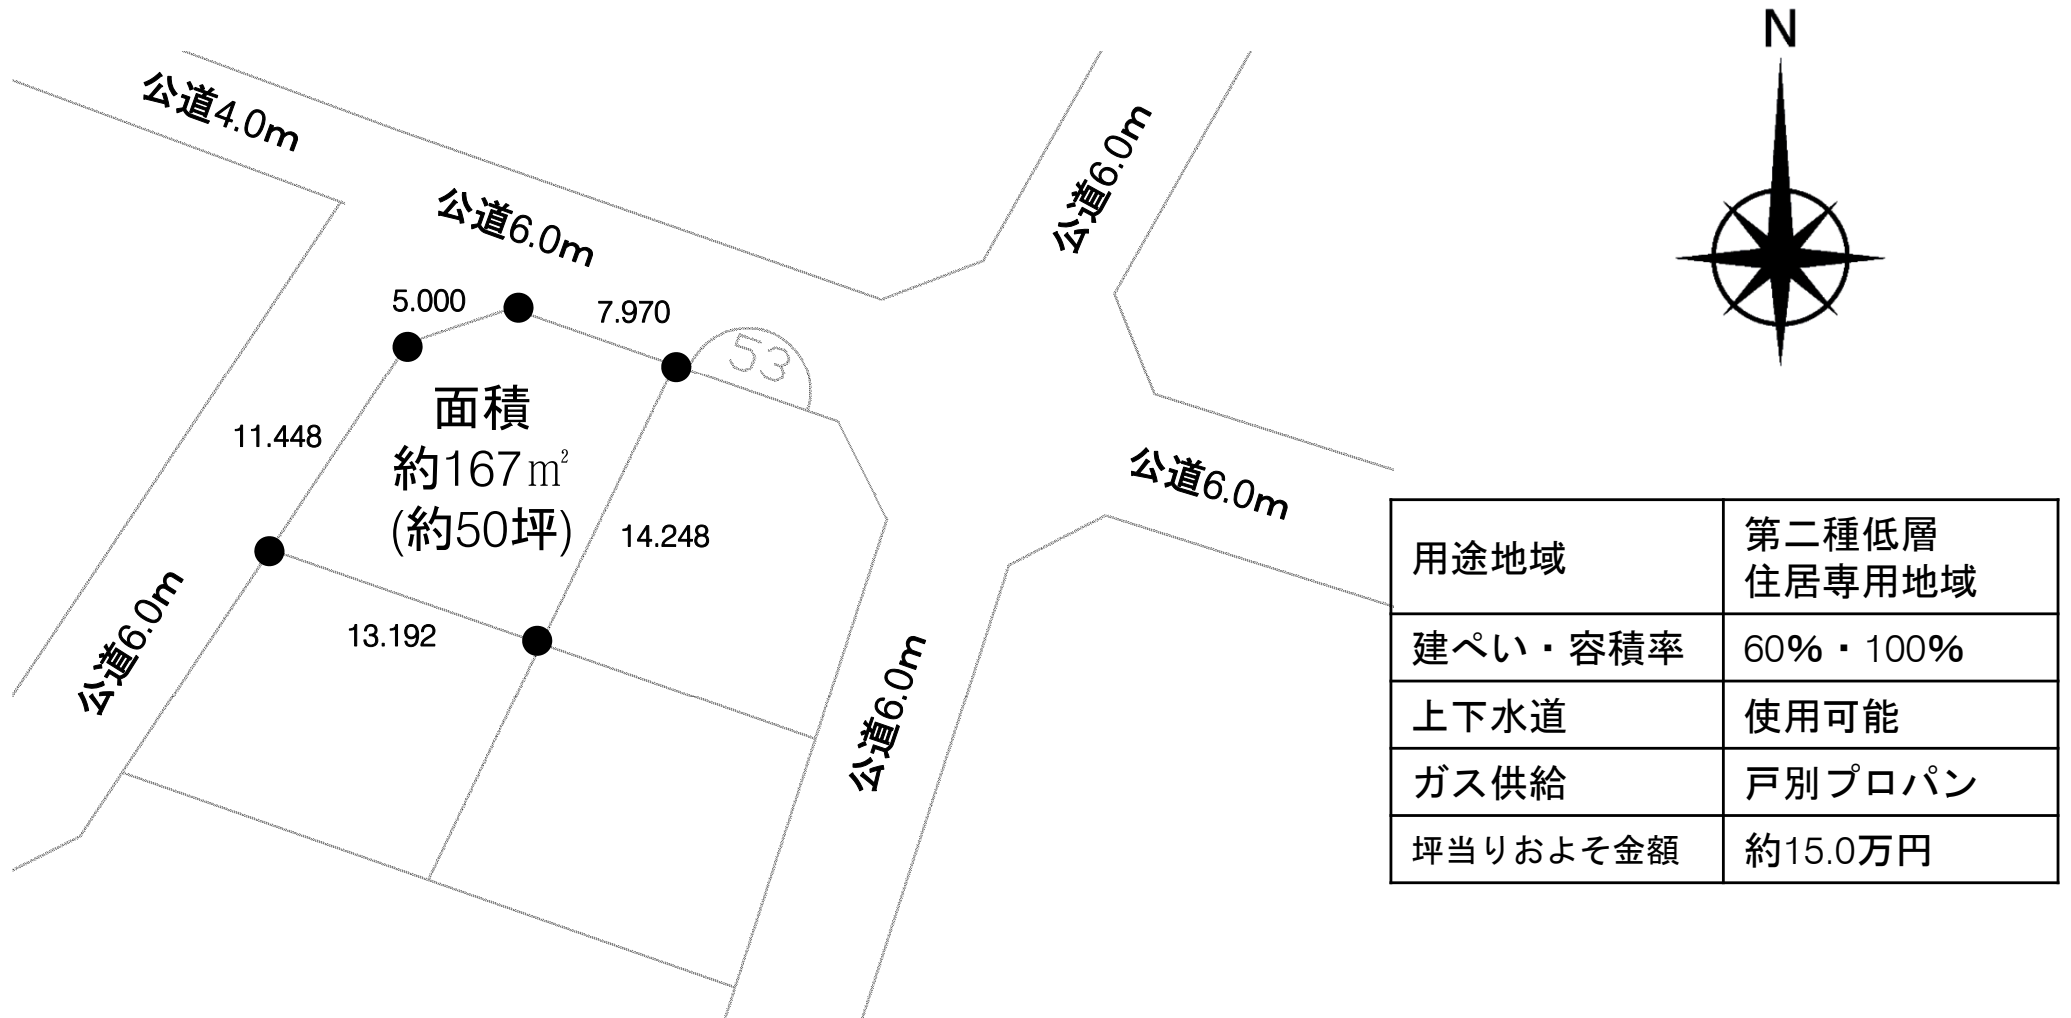 N
公道4.0m
公道6.0m
公道6.0m
5.000
7.970
53
面積
約167㎡
(約50坪)
11.448
14.248
13.192
公道6.0m
公道6.0m
公道6.0m
用途地域
第二種低層
住居専用地域
建ぺい・容積率
60%・100%
上下水道
使用可能
ガス供給
戸別プロパン
坪当りおよそ金額
約15.0万円